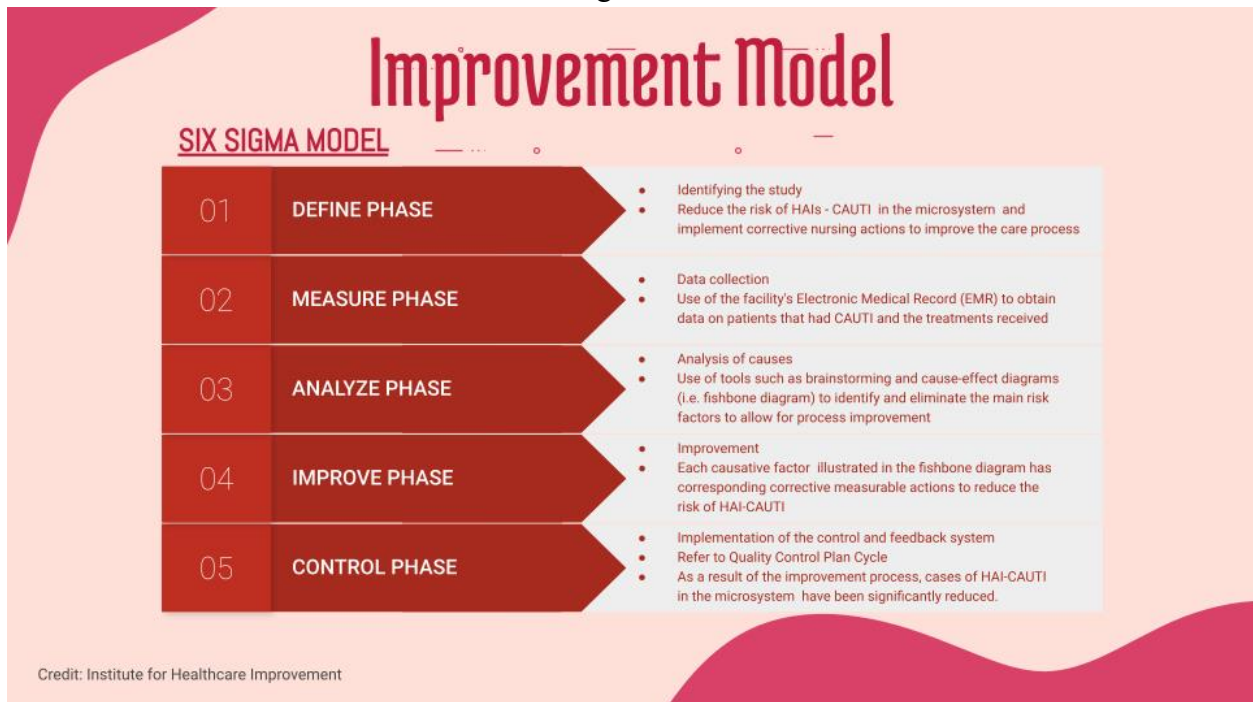 Improvement Model
SIX SIGMA MODEL
01
DEFINE PHASE
● Identifying the study
● Reduce the risk of HAIs - CAUTI in the microsystem and
implement corrective nursing actions to improve the care process
02
MEASURE PHASE
● Data collection
● Use of the facility's Electronic Medical Record (EMR) to obtain
data on patients that had CAUTI and the treatments received
03
ANALYZE PHASE
● Analysis of causes
● Use of tools such as brainstorming and cause-effect diagrams
(i.e. fishbone diagram) to identify and eliminate the main risk
factors to allow for process improvement
04
IMPROVE PHASE
● Improvement
● Each causative factor illustrated in the fishbone diagram has
corresponding corrective measurable actions to reduce the
risk of HAI-CAUTI
05
CONTROL PHASE
● Implementation of the control and feedback system
● Refer to Quality Control Plan Cycle
● As a result of the improvement process, cases of HAI-CAUTI
in the microsystem have been significantly reduced.
Credit: Institute for Healthcare Improvement